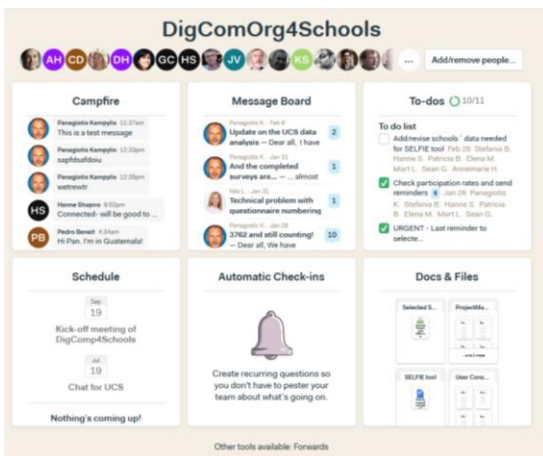 DigComOrg4Schools
AH CD DH GC HS JV KS ... Add/remove people...
Campfire
Panagiotis Kampylis 11:37am
This is a test message
Panagiotis Kampylis 12:33pm
sapfdsafdoiu
Panagiotis Kampylis 12:35pm
wetrewtr
HS
Hanne Shapiro 9:02pm
Connected- will be good to ...
PB
Pedro Beneit 4:34am
Hi Pan. I'm in Guatemala!
Message Board
Panagiotis K. · Feb 8
Update on the UCS data
analysis — Dear all, I have
2
Panagiotis K. · Jan 31
And the completed
surveys are... — ... almost
1
Nils L. · Jan 31
Technical problem with
questionnaire numbering
1
Panagiotis K. · Jan 26
3762 and still counting!
— Dear all, We have
10
To-dos 10/11
To do list
Add/revise schools ' data needed
for SELFIE tool Feb 28 Stefania B.
Hanne S. Patricia B. Elena M.
Mart L. Sean G. Annemarie H.
Check participation rates and send
reminders 6 Jan 26 Panagiotis
K. Stefania B. Hanne S. Patricia
B. Elena M. Mart L. Sean G.
URGENT - Last reminder to
selecte...
Schedule
Sep
19
Kick-off meeting of
DigComp4Schools
Jul
19
Chat for UCS
Nothing's coming up!
Automatic Check-ins
Create recurring questions so
you don't have to pester your
team about what's going on.
Docs & Files
Selected S...
ProjectMa...
SELFIE tool
User Cons...
Other tools available: Forwards